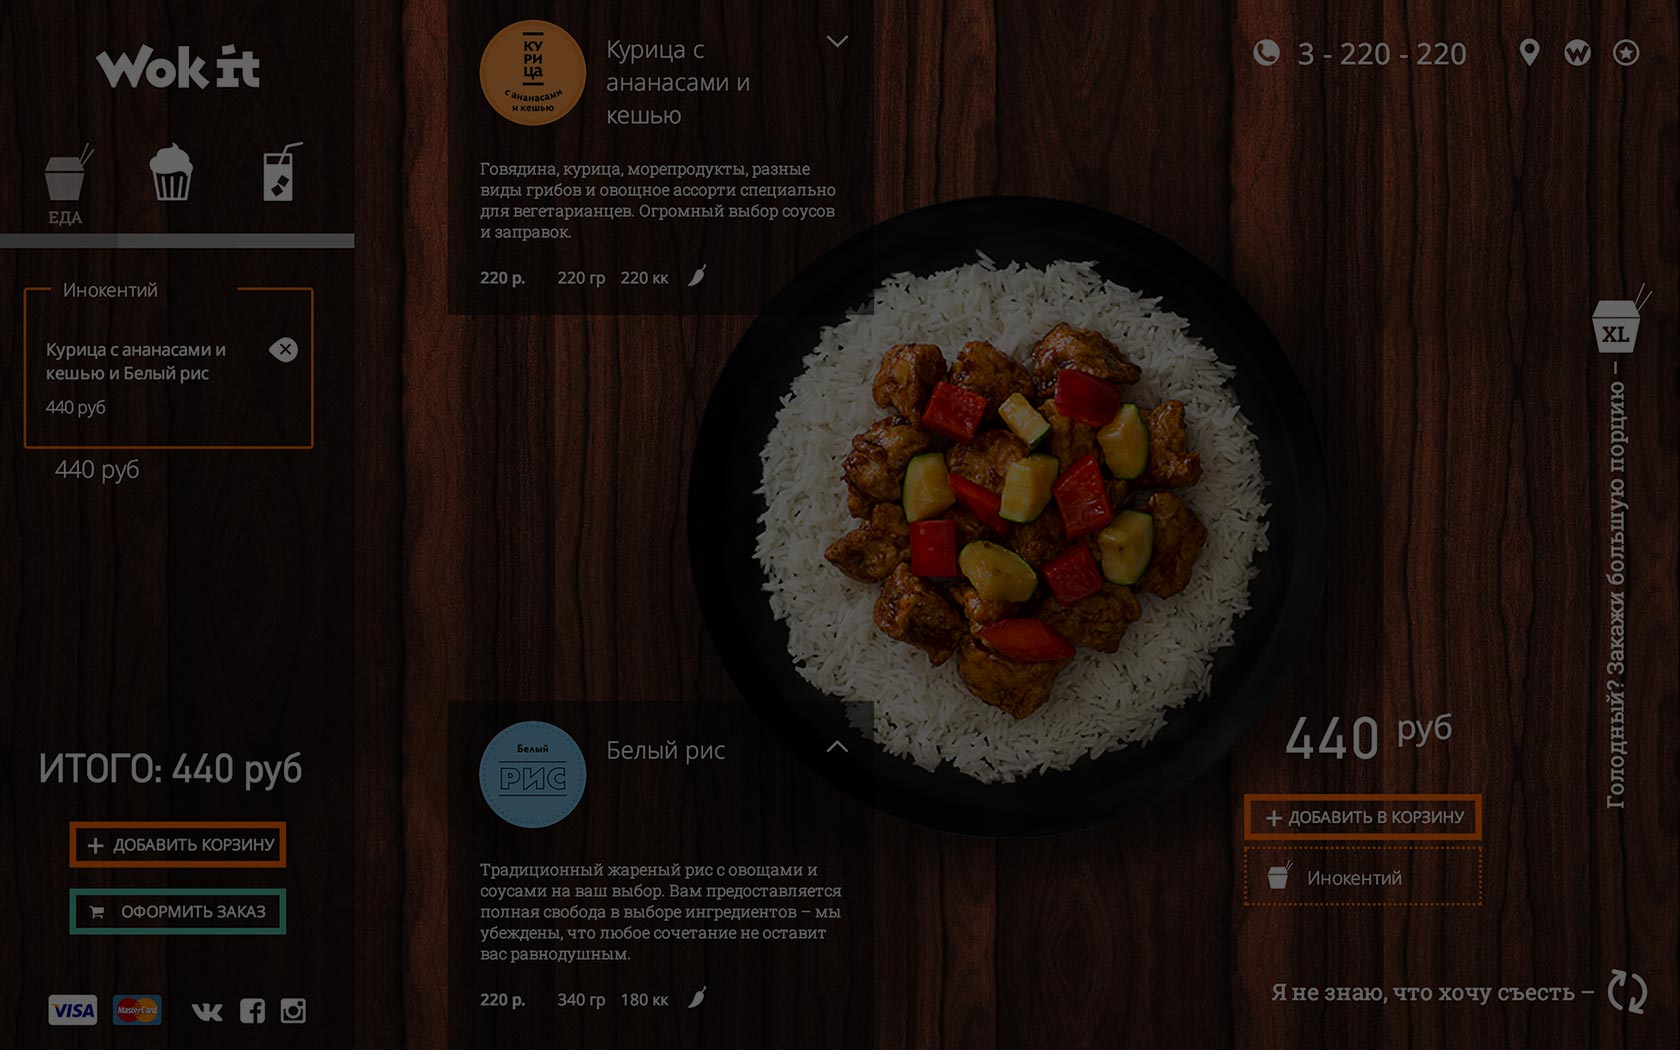 Wok it
ЕДА
Инокентий
Курица с ананасами и
кешью и Белый рис
440 руб
440 руб
ИТОГО: 440 руб
+ ДОБАВИТЬ КОРЗИНУ
ОФОРМИТЬ ЗАКАЗ
VISA
MasterCard
КУ
РИ
ЦА
с ананасами
и кешью
Курица с
ананасами и
кешью
Говядина, курица, морепродукты, разные
виды грибов и овощное ассорти специально
для вегетарианцев. Огромный выбор соусов
и заправок.
220 р. 220 гр 220 кк
Белый
РИС
Белый рис
Традиционный жареный рис с овощами и
соусами на ваш выбор. Вам предоставляется
полная свобода в выборе ингредиентов – мы
убеждены, что любое сочетание не оставит
вас равнодушным.
220 р. 340 гр 180 кк
3 - 220 - 220
W
XL
Голодный? Закажи большую порцию –
440 руб
+ ДОБАВИТЬ В КОРЗИНУ
Инокентий
Я не знаю, что хочу съесть –